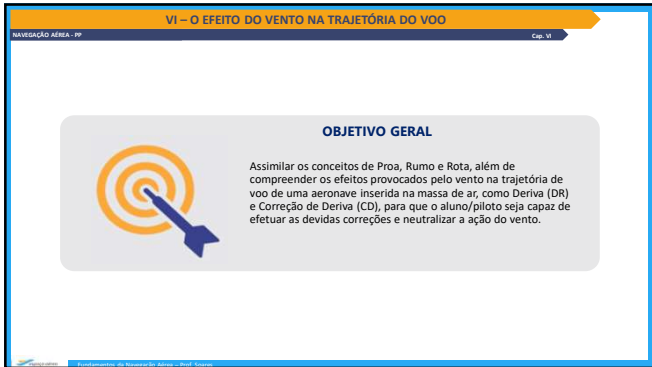 VI – O EFEITO DO VENTO NA TRAJETÓRIA DO VOO
NAVEGAÇÃO AÉREA - PP
Cap. VI
OBJETIVO GERAL
Assimilar os conceitos de Proa, Rumo e Rota, além de
compreender os efeitos provocados pelo vento na trajetória de
voo de uma aeronave inserida na massa de ar, como Deriva (DR)
e Correção de Deriva (CD), para que o aluno/piloto seja capaz de
efetuar as devidas correções e neutralizar a ação do vento.
Fundamentos da Navegação Aérea – Prof. Soares